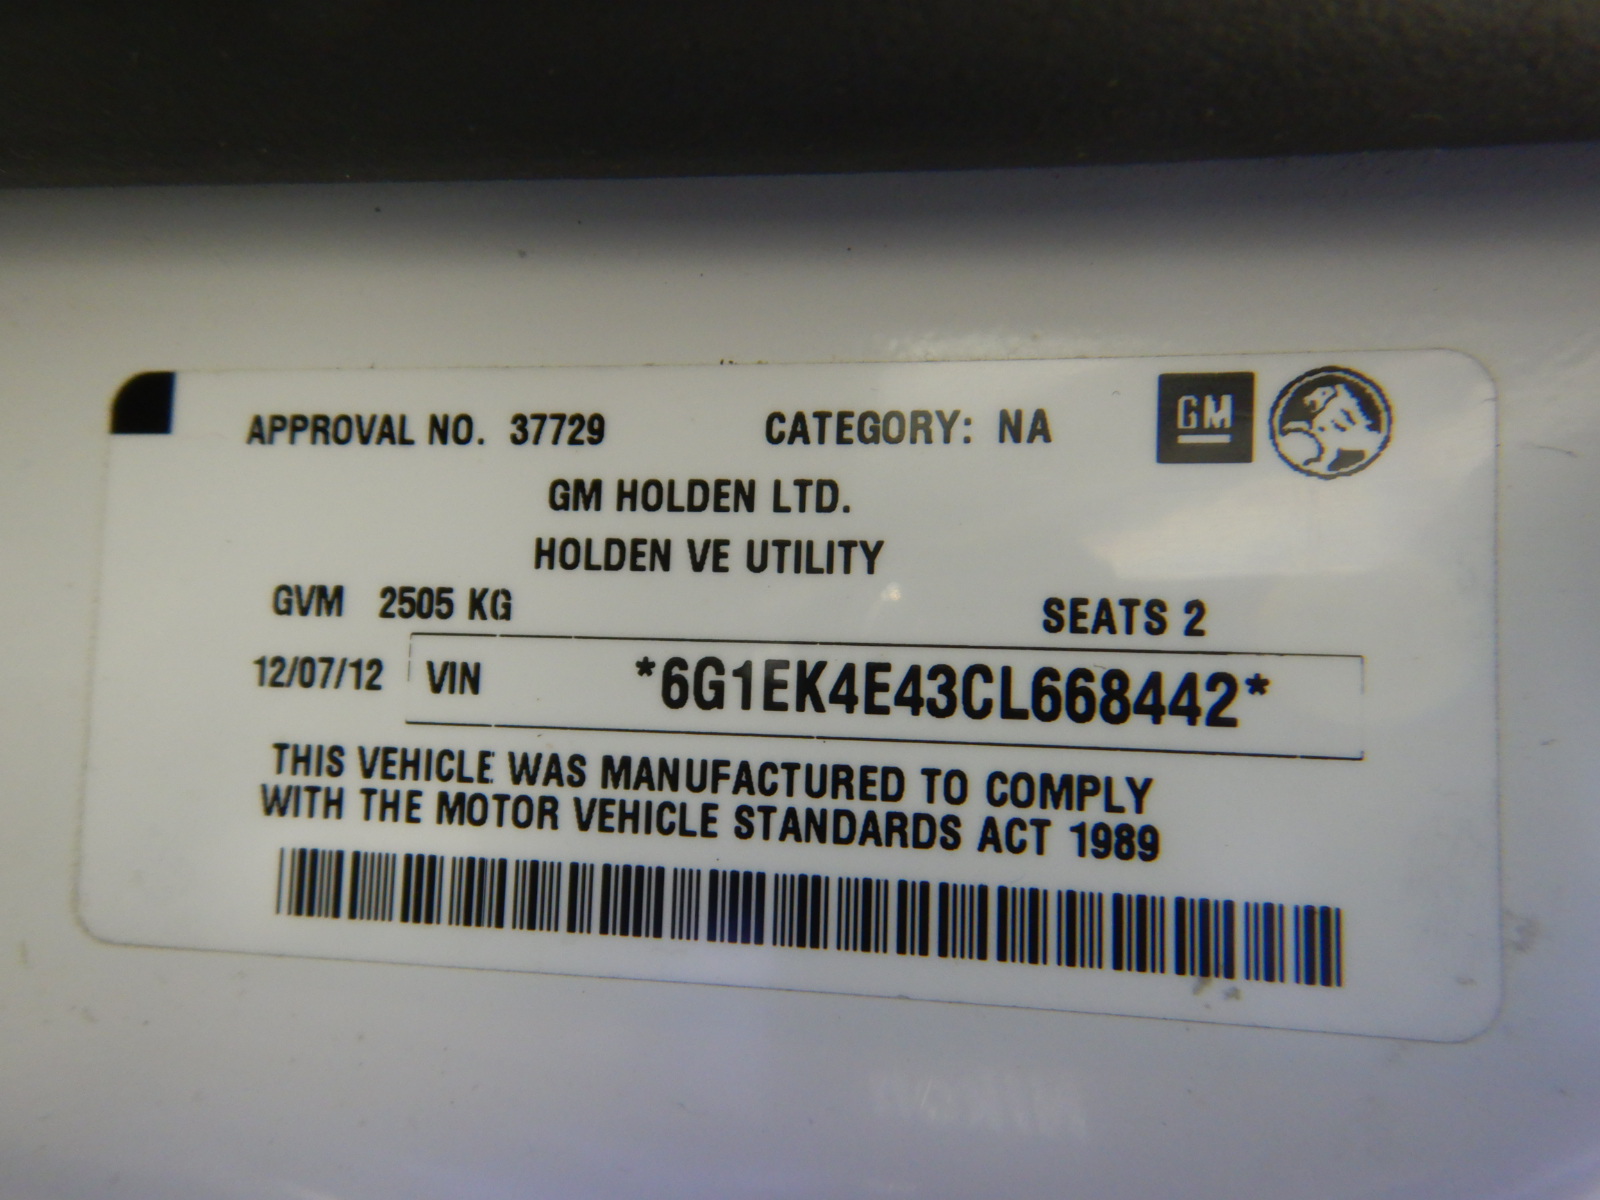 APPROVAL NO. 37729 CATEGORY: NA GM
GM HOLDEN LTD.
HOLDEN VE UTILITY
GVM 2505 KG SEATS 2
12/07/12 VIN *6G1EK4E43CL668442*
THIS VEHICLE WAS MANUFACTURED TO COMPLY
WITH THE MOTOR VEHICLE STANDARDS ACT 1989